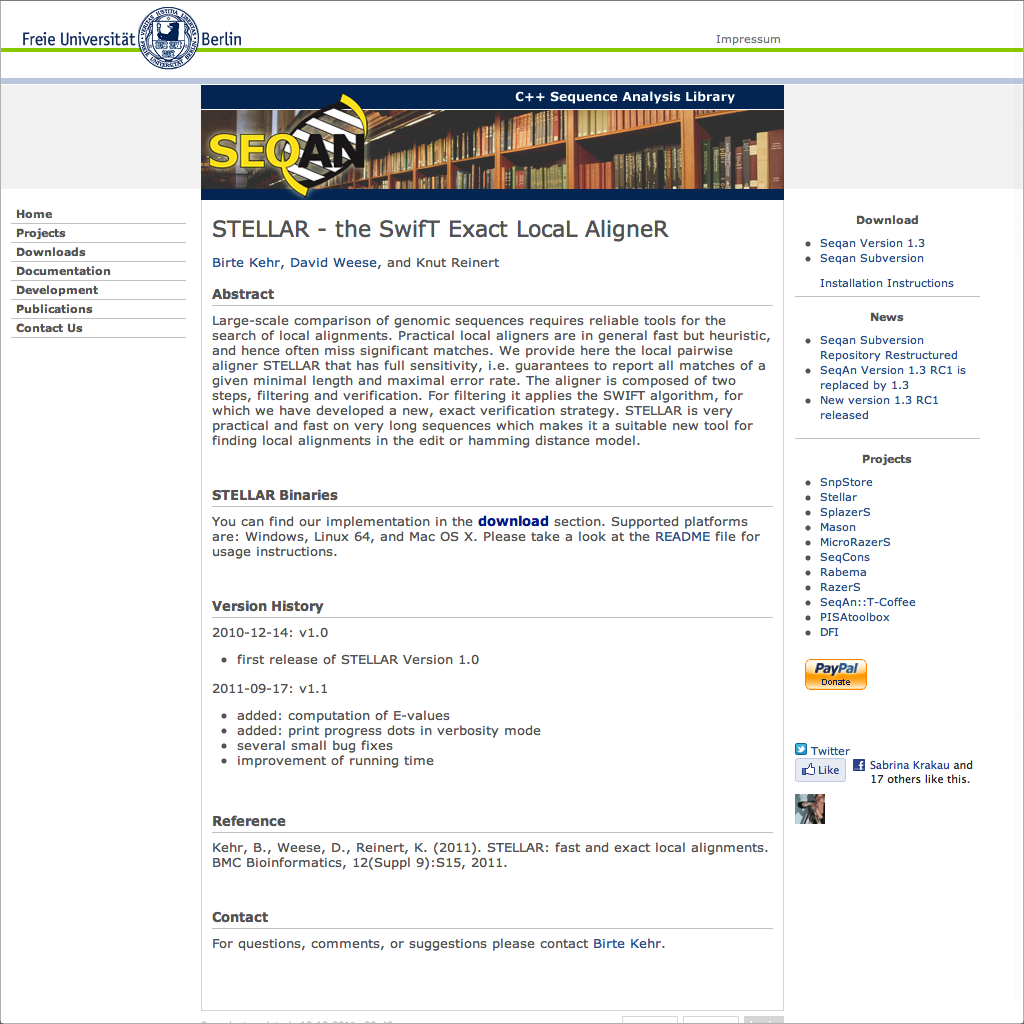 Freie Universität Berlin
Impressum
C++ Sequence Analysis Library
SEQAN
Home
Projects
Downloads
Documentation
Development
Publications
Contact Us
STELLAR - the SwifT Exact LocaL AligneR
Birte Kehr, David Weese, and Knut Reinert
Abstract
Large-scale comparison of genomic sequences requires reliable tools for the
search of local alignments. Practical local aligners are in general fast but heuristic,
and hence often miss significant matches. We provide here the local pairwise
aligner STELLAR that has full sensitivity, i.e. guarantees to report all matches of a
given minimal length and maximal error rate. The aligner is composed of two
steps, filtering and verification. For filtering it applies the SWIFT algorithm, for
which we have developed a new, exact verification strategy. STELLAR is very
practical and fast on very long sequences which makes it a suitable new tool for
finding local alignments in the edit or hamming distance model.
STELLAR Binaries
You can find our implementation in the download section. Supported platforms
are: Windows, Linux 64, and Mac OS X. Please take a look at the README file for
usage instructions.
Version History
2010-12-14: v1.0
first release of STELLAR Version 1.0
2011-09-17: v1.1
added: computation of E-values
added: print progress dots in verbosity mode
several small bug fixes
improvement of running time
Reference
Kehr, B., Weese, D., Reinert, K. (2011). STELLAR: fast and exact local alignments.
BMC Bioinformatics, 12(Suppl 9):S15, 2011.
Contact
For questions, comments, or suggestions please contact Birte Kehr.
Download
Seqan Version 1.3
Seqan Subversion
Installation Instructions
News
Seqan Subversion
Repository Restructured
SeqAn Version 1.3 RC1 is
replaced by 1.3
New version 1.3 RC1
released
Projects
SnpStore
Stellar
SplazerS
Mason
MicroRazerS
SeqCons
Rabema
RazerS
SeqAn::T-Coffee
PISAtoolbox
DFI
PayPal
Donate
Twitter
Like
Sabrina Krakau and
17 others like this.